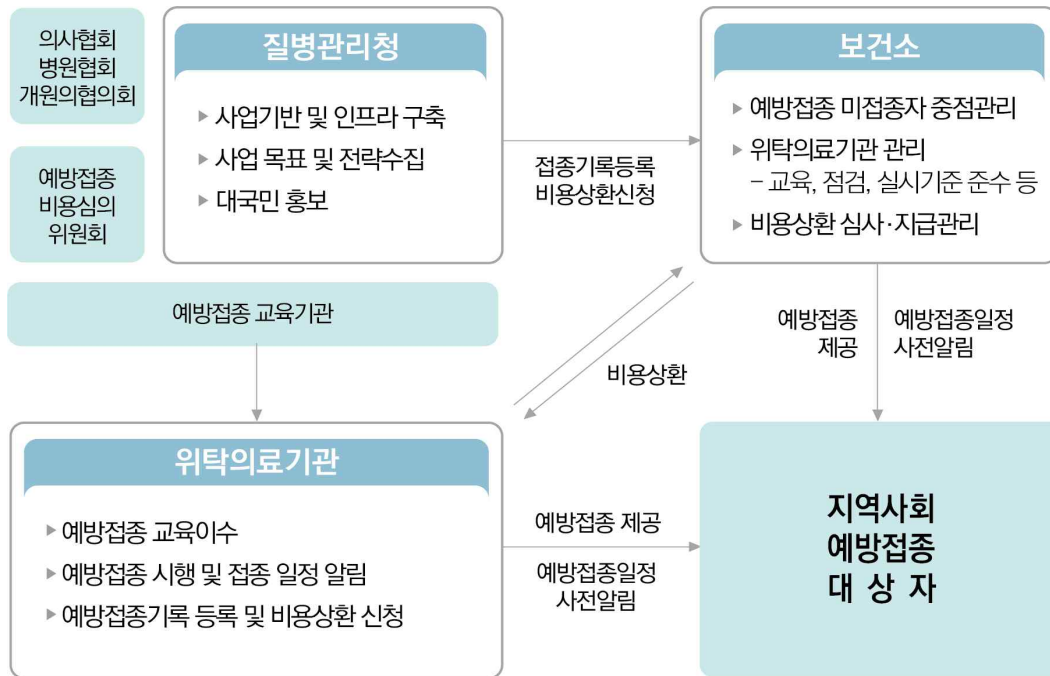 의사협회
병원협회
개원의협의회
예방접종
비용심의
위원회
질병관리청
▶ 사업기반 및 인프라 구축
▶ 사업 목표 및 전략수집
▶ 대국민 홍보
접종기록등록
비용상환신청
보건소
▶ 예방접종 미접종자 중점관리
▶ 위탁의료기관 관리
– 교육, 점검, 실시기준 준수 등
▶ 비용상환 심사·지급관리
예방접종 교육기관
비용상환
예방접종
제공
예방접종일정
사전알림
위탁의료기관
▶ 예방접종 교육이수
▶ 예방접종 시행 및 접종 일정 알림
▶ 예방접종기록 등록 및 비용상환 신청
예방접종 제공
예방접종일정
사전알림
지역사회
예방접종
대 상 자